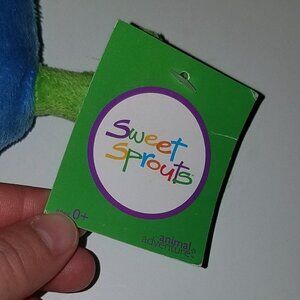 Sweet
Sprouts
0+
animal
adventure